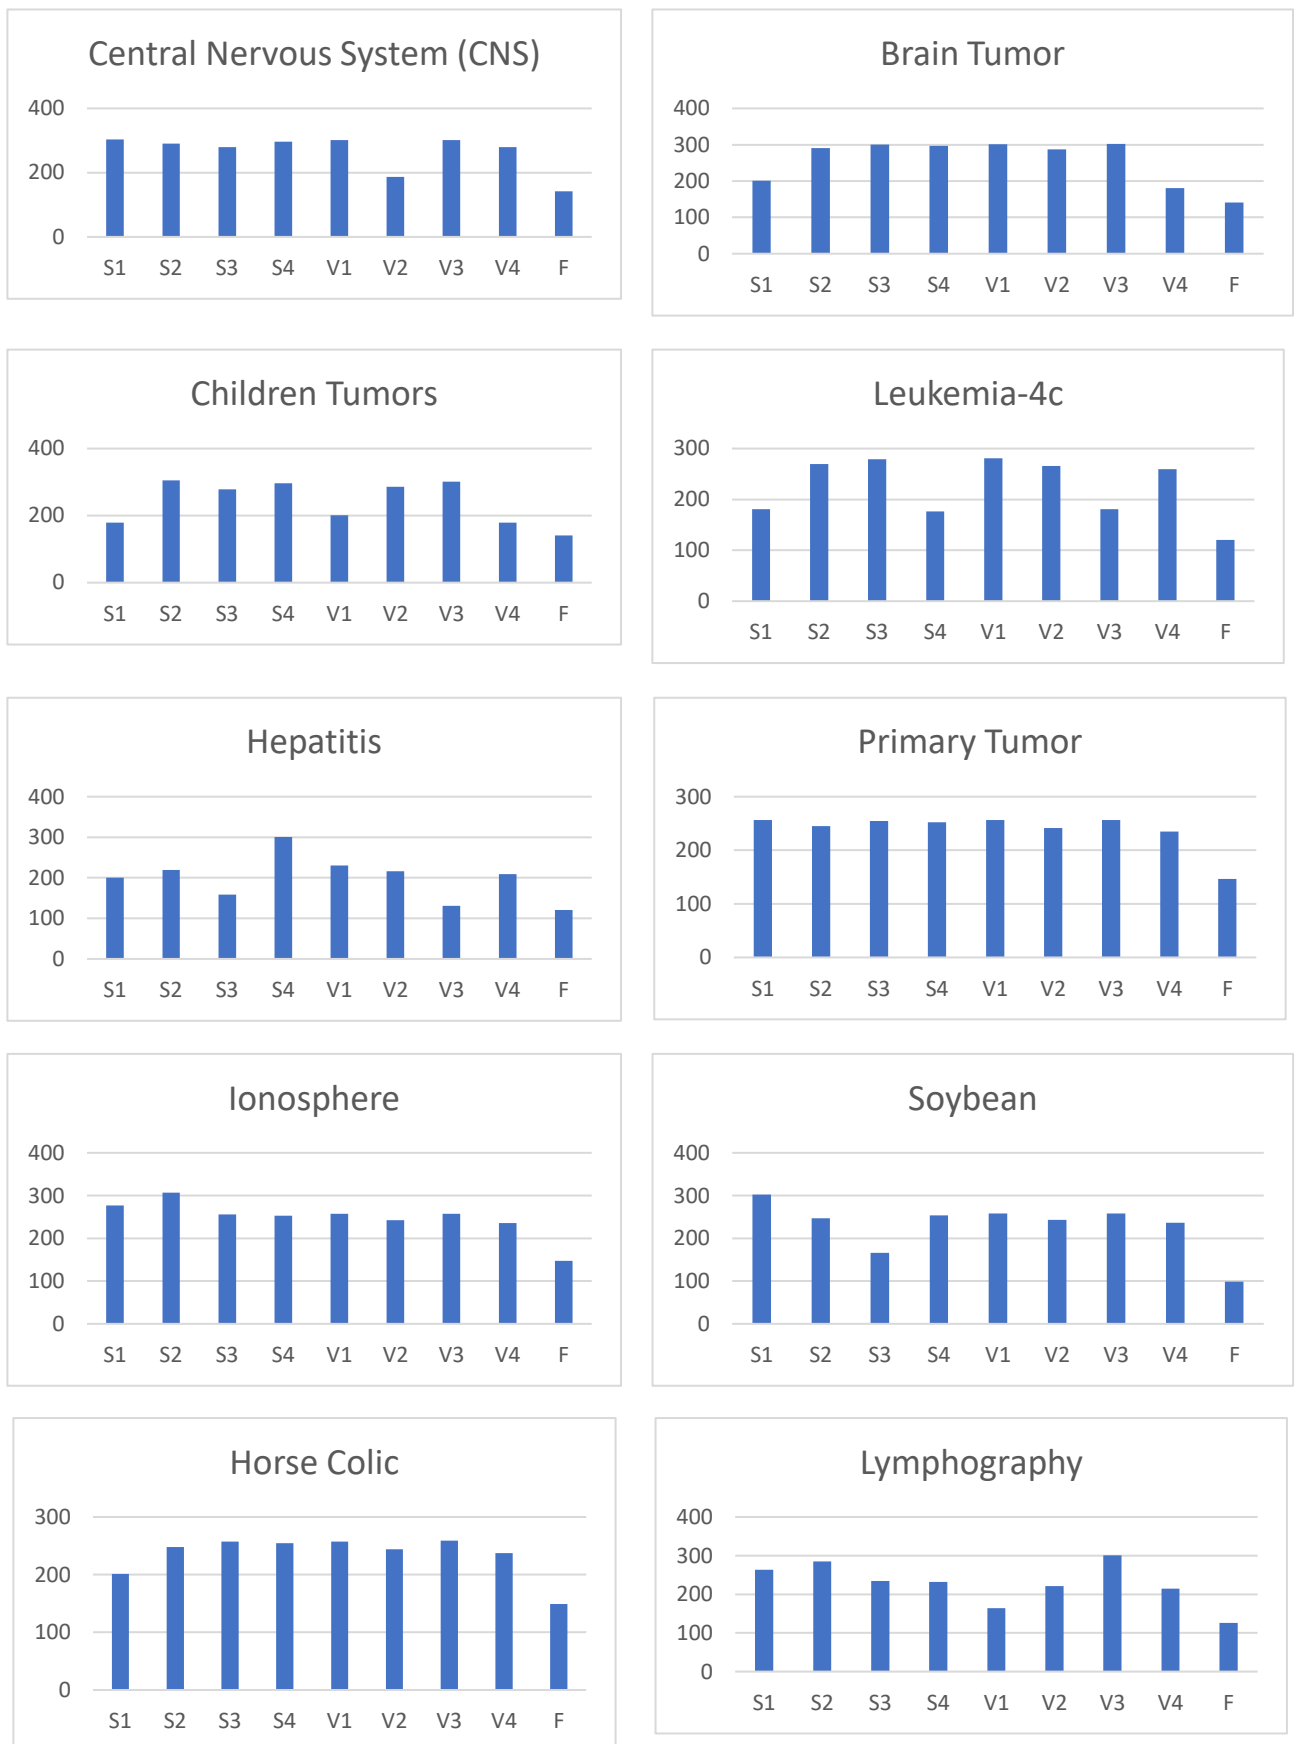 Central Nervous System (CNS)
400
200
0
S1 S2 S3 S4 V1 V2 V3 V4 F
Brain Tumor
400
300
200
100
0
S1 S2 S3 S4 V1 V2 V3 V4 F
Children Tumors
400
200
0
S1 S2 S3 S4 V1 V2 V3 V4 F
Leukemia-4c
300
200
100
0
S1 S2 S3 S4 V1 V2 V3 V4 F
Hepatitis
400
300
200
100
0
S1 S2 S3 S4 V1 V2 V3 V4 F
Primary Tumor
300
200
100
0
S1 S2 S3 S4 V1 V2 V3 V4 F
Ionosphere
400
300
200
100
0
S1 S2 S3 S4 V1 V2 V3 V4 F
Soybean
400
300
200
100
0
S1 S2 S3 S4 V1 V2 V3 V4 F
Horse Colic
300
200
100
0
S1 S2 S3 S4 V1 V2 V3 V4 F
Lymphography
400
300
200
100
0
S1 S2 S3 S4 V1 V2 V3 V4 F